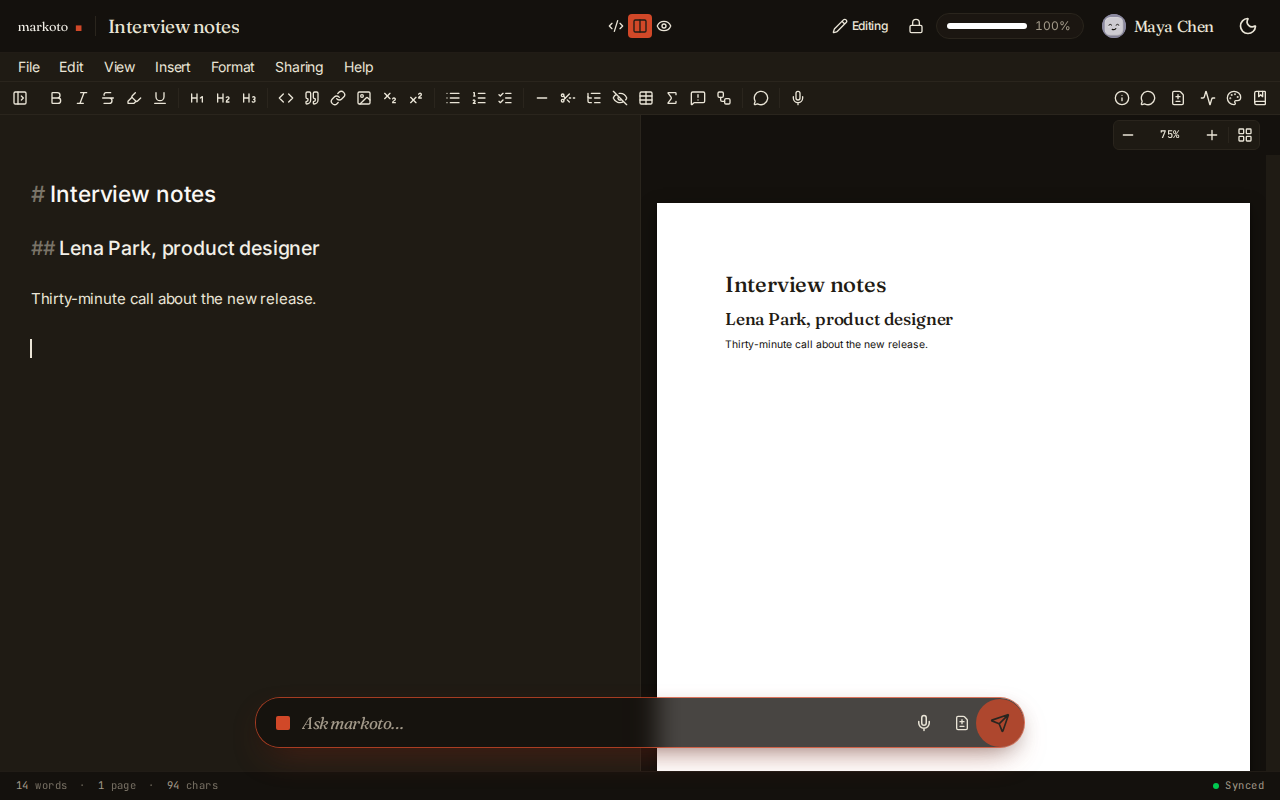 markoto
Interview notes
Editing
100%
Maya Chen
File Edit View Insert Format Sharing Help
H1 H2 H3
75%
# Interview notes
## Lena Park, product designer
Thirty-minute call about the new release.
Interview notes
Lena Park, product designer
Thirty-minute call about the new release.
Ask markoto...
14 words · 1 page · 94 chars
Synced